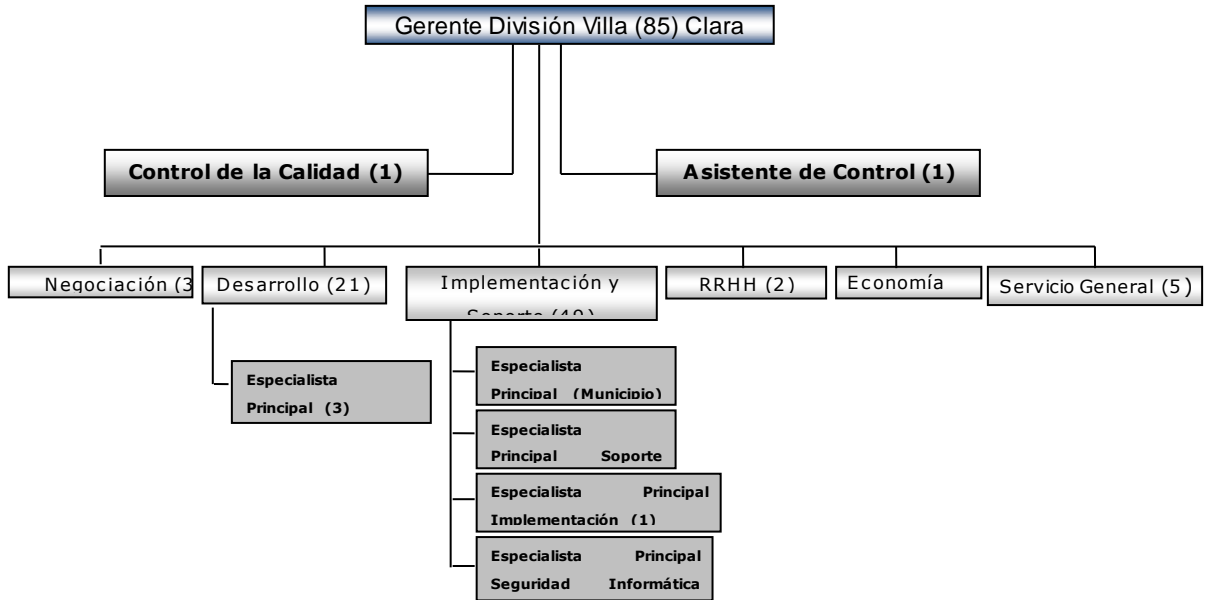 Gerente División Villa (85) Clara
Control de la Calidad (1)
Asistente de Control (1)
Negociación (3
Desarrollo (21)
Implementación y
RRHH (2)
Economía
Servicio General (5)
Especialista
Principal (3)
Especialista
Principal (Municipio)
Especialista
Principal Soporte
Especialista Principal
Implementación (1)
Especialista Principal
Seguridad Informática